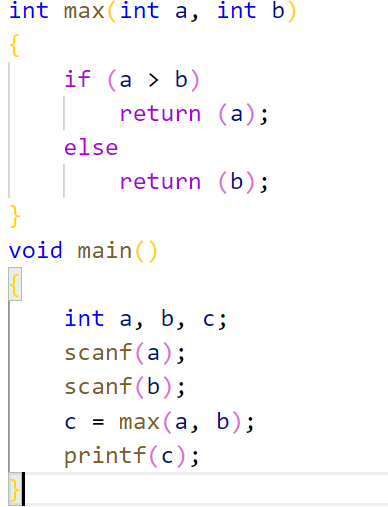 int max(int a, int b)
{
if (a > b)
return (a);
else
return (b);
}
void main()
{
int a, b, c;
scanf(a);
scanf(b);
c = max(a, b);
printf(c);
}